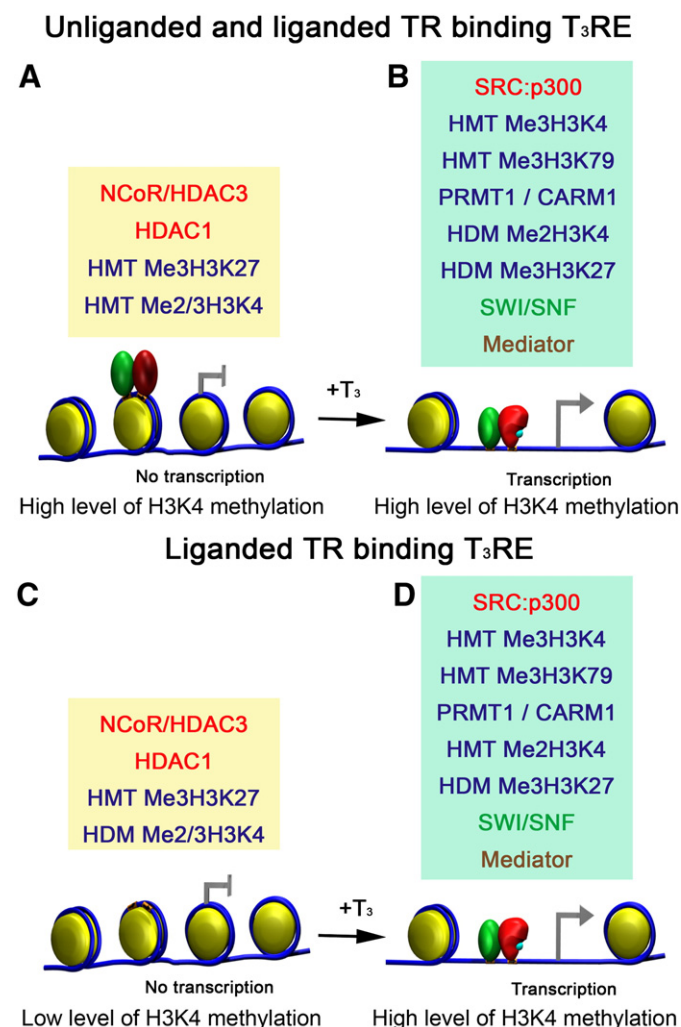 Unliganded and liganded TR binding T₃RE
A
NCoR/HDAC3
HDAC1
HMT Me3H3K27
HMT Me2/3H3K4
No transcription
High level of H3K4 methylation
+T₃
B
SRC:p300
HMT Me3H3K4
HMT Me3H3K79
PRMT1 / CARM1
HDM Me2H3K4
HDM Me3H3K27
SWI/SNF
Mediator
Transcription
High level of H3K4 methylation
Liganded TR binding T₃RE
C
NCoR/HDAC3
HDAC1
HMT Me3H3K27
HDM Me2/3H3K4
No transcription
Low level of H3K4 methylation
+T₃
D
SRC:p300
HMT Me3H3K4
HMT Me3H3K79
PRMT1 / CARM1
HMT Me2H3K4
HDM Me3H3K27
SWI/SNF
Mediator
Transcription
High level of H3K4 methylation